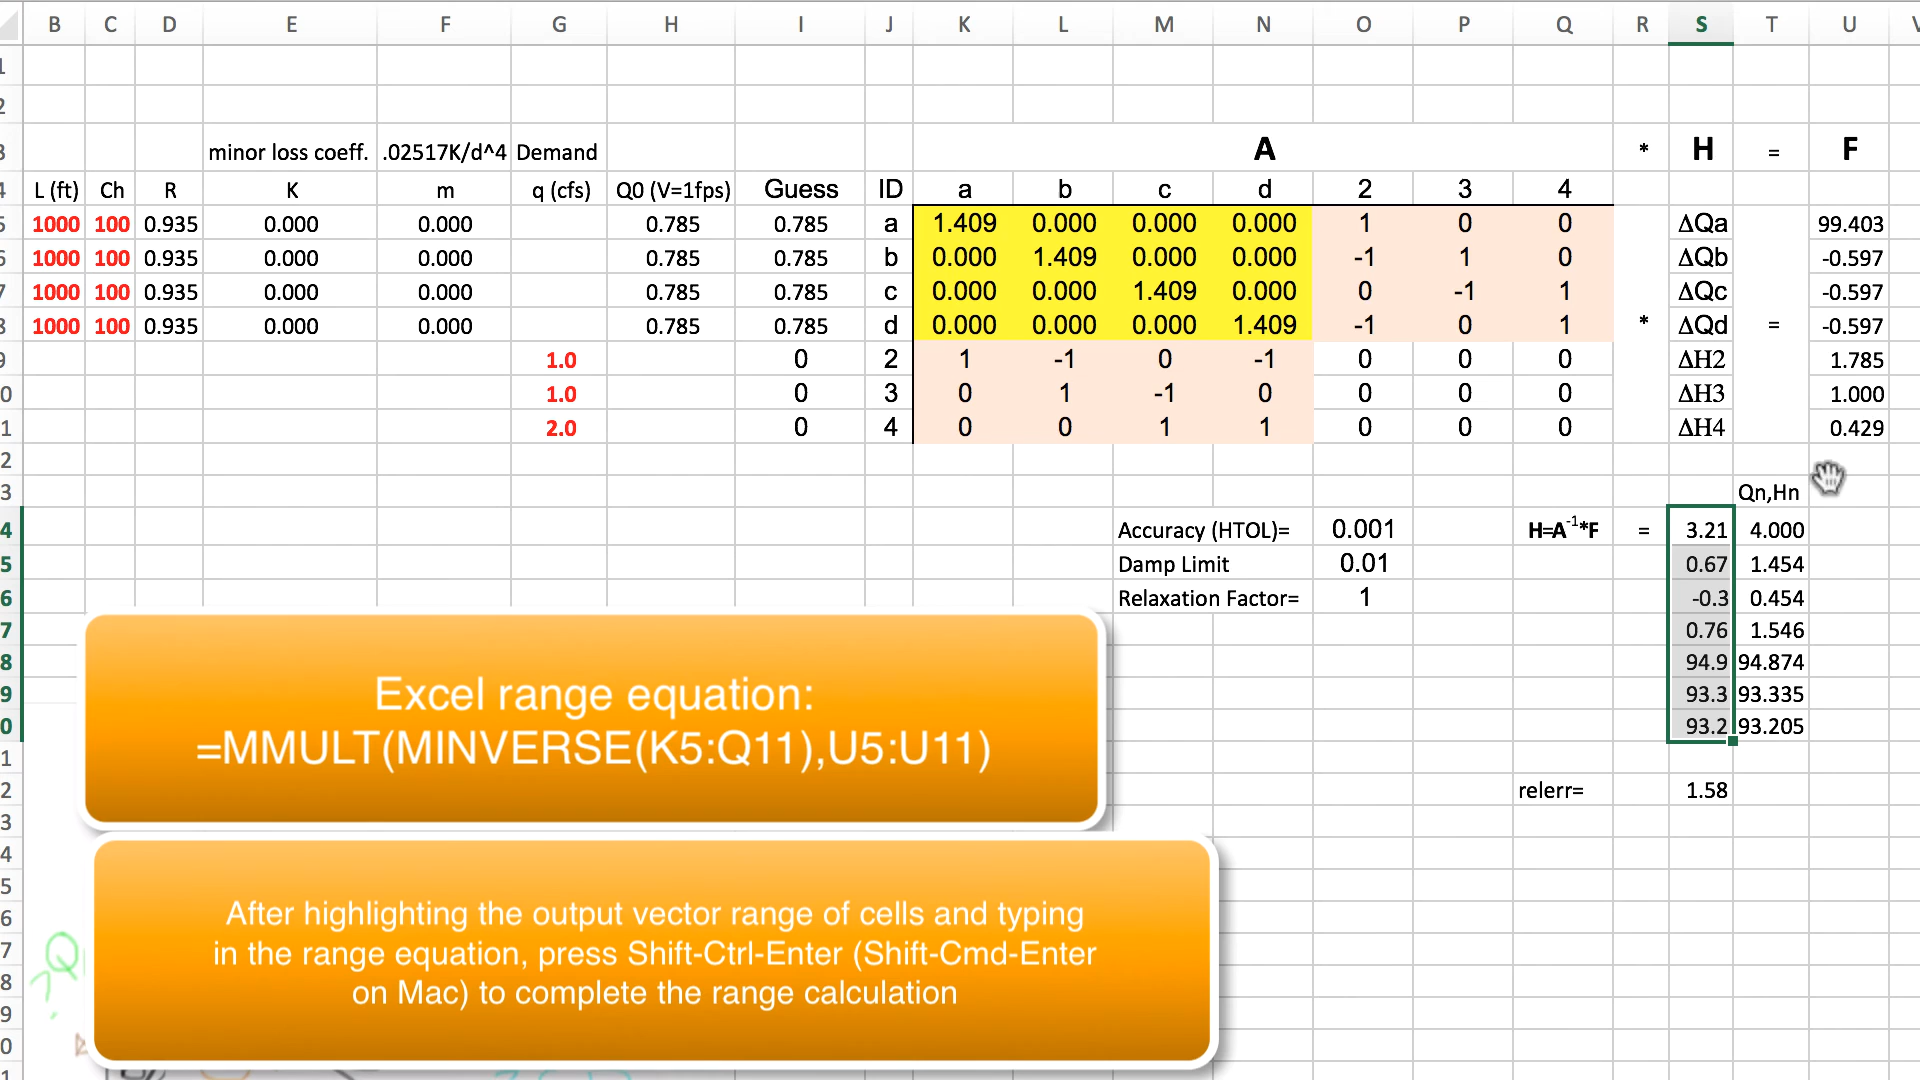 B C D E F G H I J K L M N O P Q R S T U
minor loss coeff. .02517K/d^4 Demand A * H = F
L (ft) Ch R K m q (cfs) Q0 (V=1fps) Guess ID a b c d 2 3 4
1000 100 0.935 0.000 0.000 0.785 0.785 a 1.409 0.000 0.000 0.000 1 0 0 ΔQa 99.403
1000 100 0.935 0.000 0.000 0.785 0.785 b 0.000 1.409 0.000 0.000 -1 1 0 ΔQb -0.597
1000 100 0.935 0.000 0.000 0.785 0.785 c 0.000 0.000 1.409 0.000 0 -1 1 ΔQc -0.597
1000 100 0.935 0.000 0.000 0.785 0.785 d 0.000 0.000 0.000 1.409 -1 0 1 * ΔQd = -0.597
1.0 0 2 1 -1 0 -1 0 0 0 ΔH2 1.785
1.0 0 3 0 1 -1 0 0 0 0 ΔH3 1.000
2.0 0 4 0 0 1 1 0 0 0 ΔH4 0.429
Qn,Hn
Accuracy (HTOL)= 0.001 H=A-1*F = 3.21 4.000
Damp Limit 0.01 0.67 1.454
Relaxation Factor= 1 -0.3 0.454
0.76 1.546
94.9 94.874
93.3 93.335
93.2 93.205
relerr= 1.58
Excel range equation:
=MMULT(MINVERSE(K5:Q11),U5:U11)
After highlighting the output vector range of cells and typing
in the range equation, press Shift-Ctrl-Enter (Shift-Cmd-Enter
on Mac) to complete the range calculation